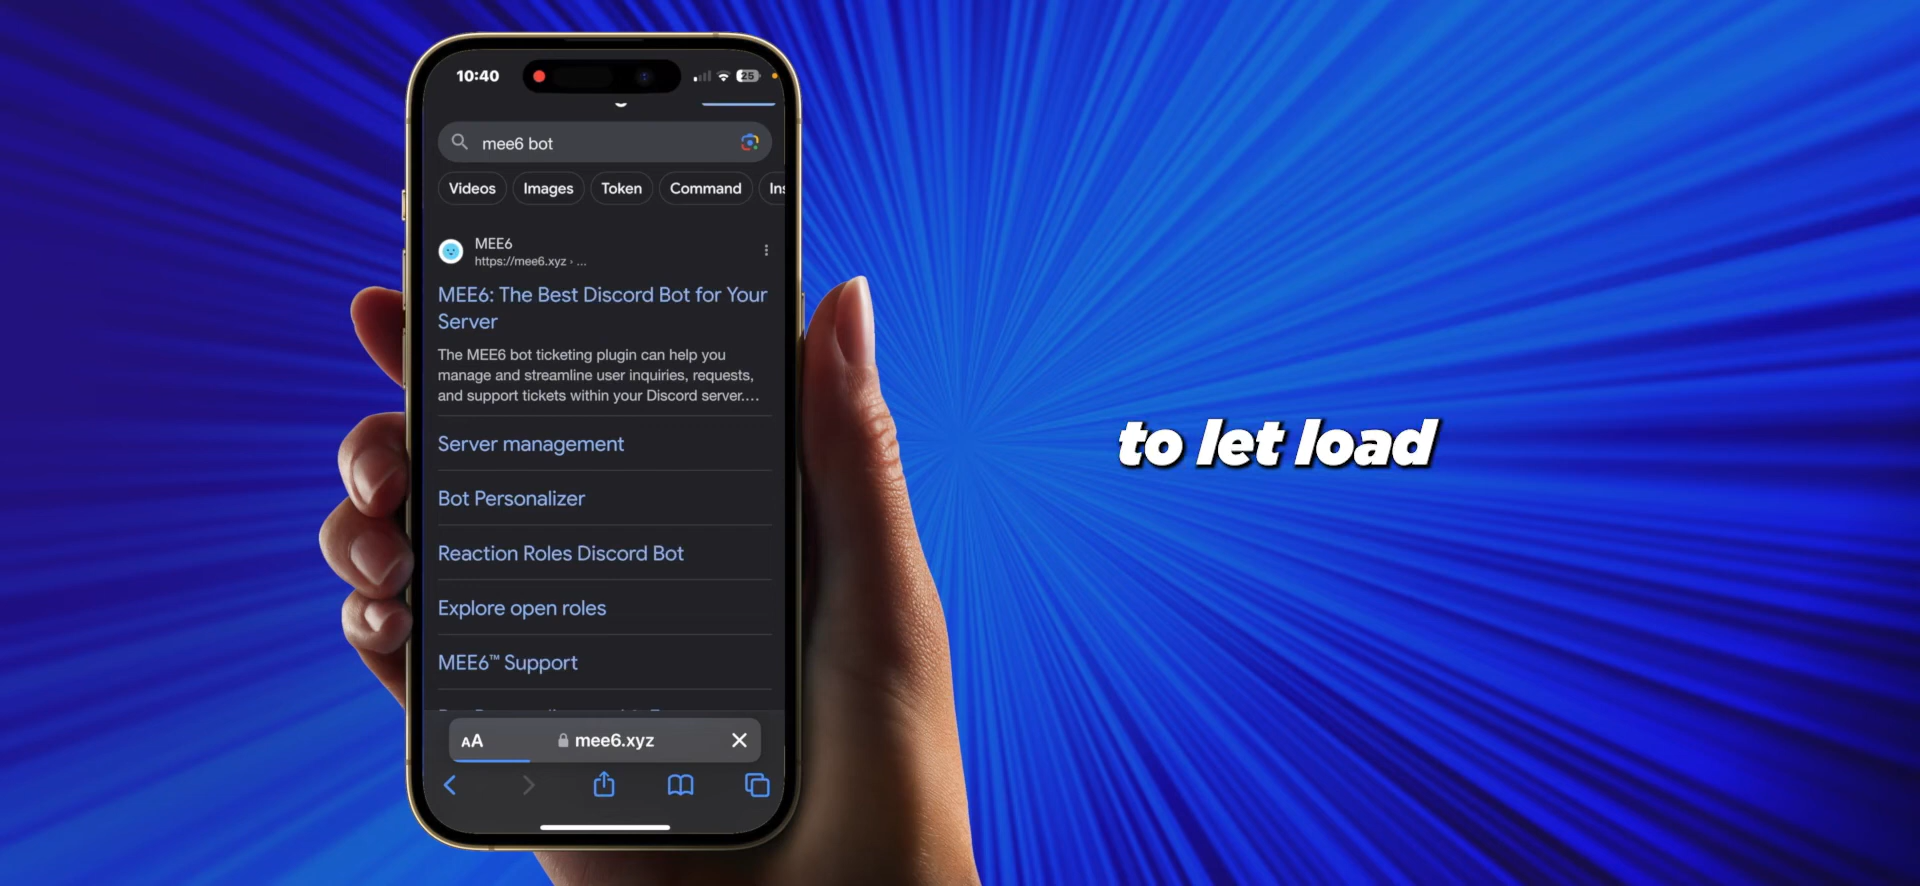 10:40
25
mee6 bot
Videos
Images
Token
Command
MEE6
https://mee6.xyz › ...
MEE6: The Best Discord Bot for Your
Server
The MEE6 bot ticketing plugin can help you
manage and streamline user inquiries, requests,
and support tickets within your Discord server....
Server management
Bot Personalizer
Reaction Roles Discord Bot
Explore open roles
MEE6™ Support
AA
mee6.xyz
to let load